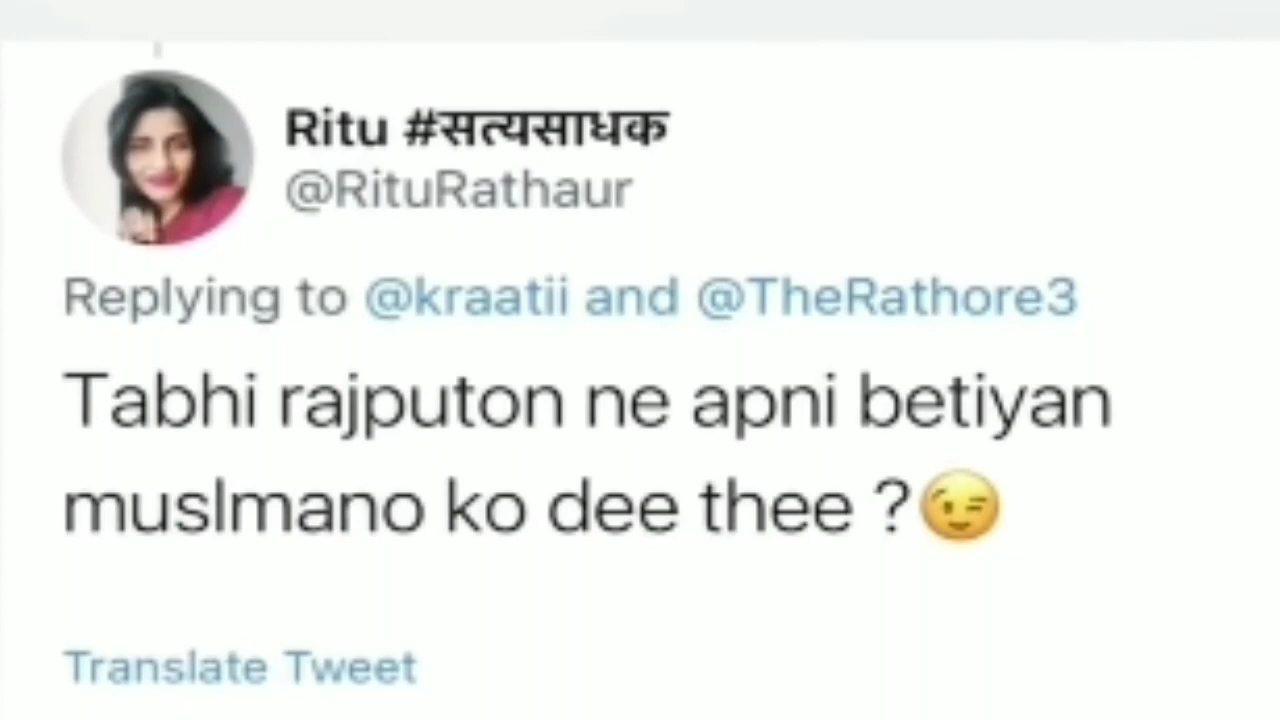 Ritu #सत्यसाधक
@RituRathaur
Replying to @kraatii and @TheRathore3
Tabhi rajputon ne apni betiyan
muslmano ko dee thee ?😉
Translate Tweet